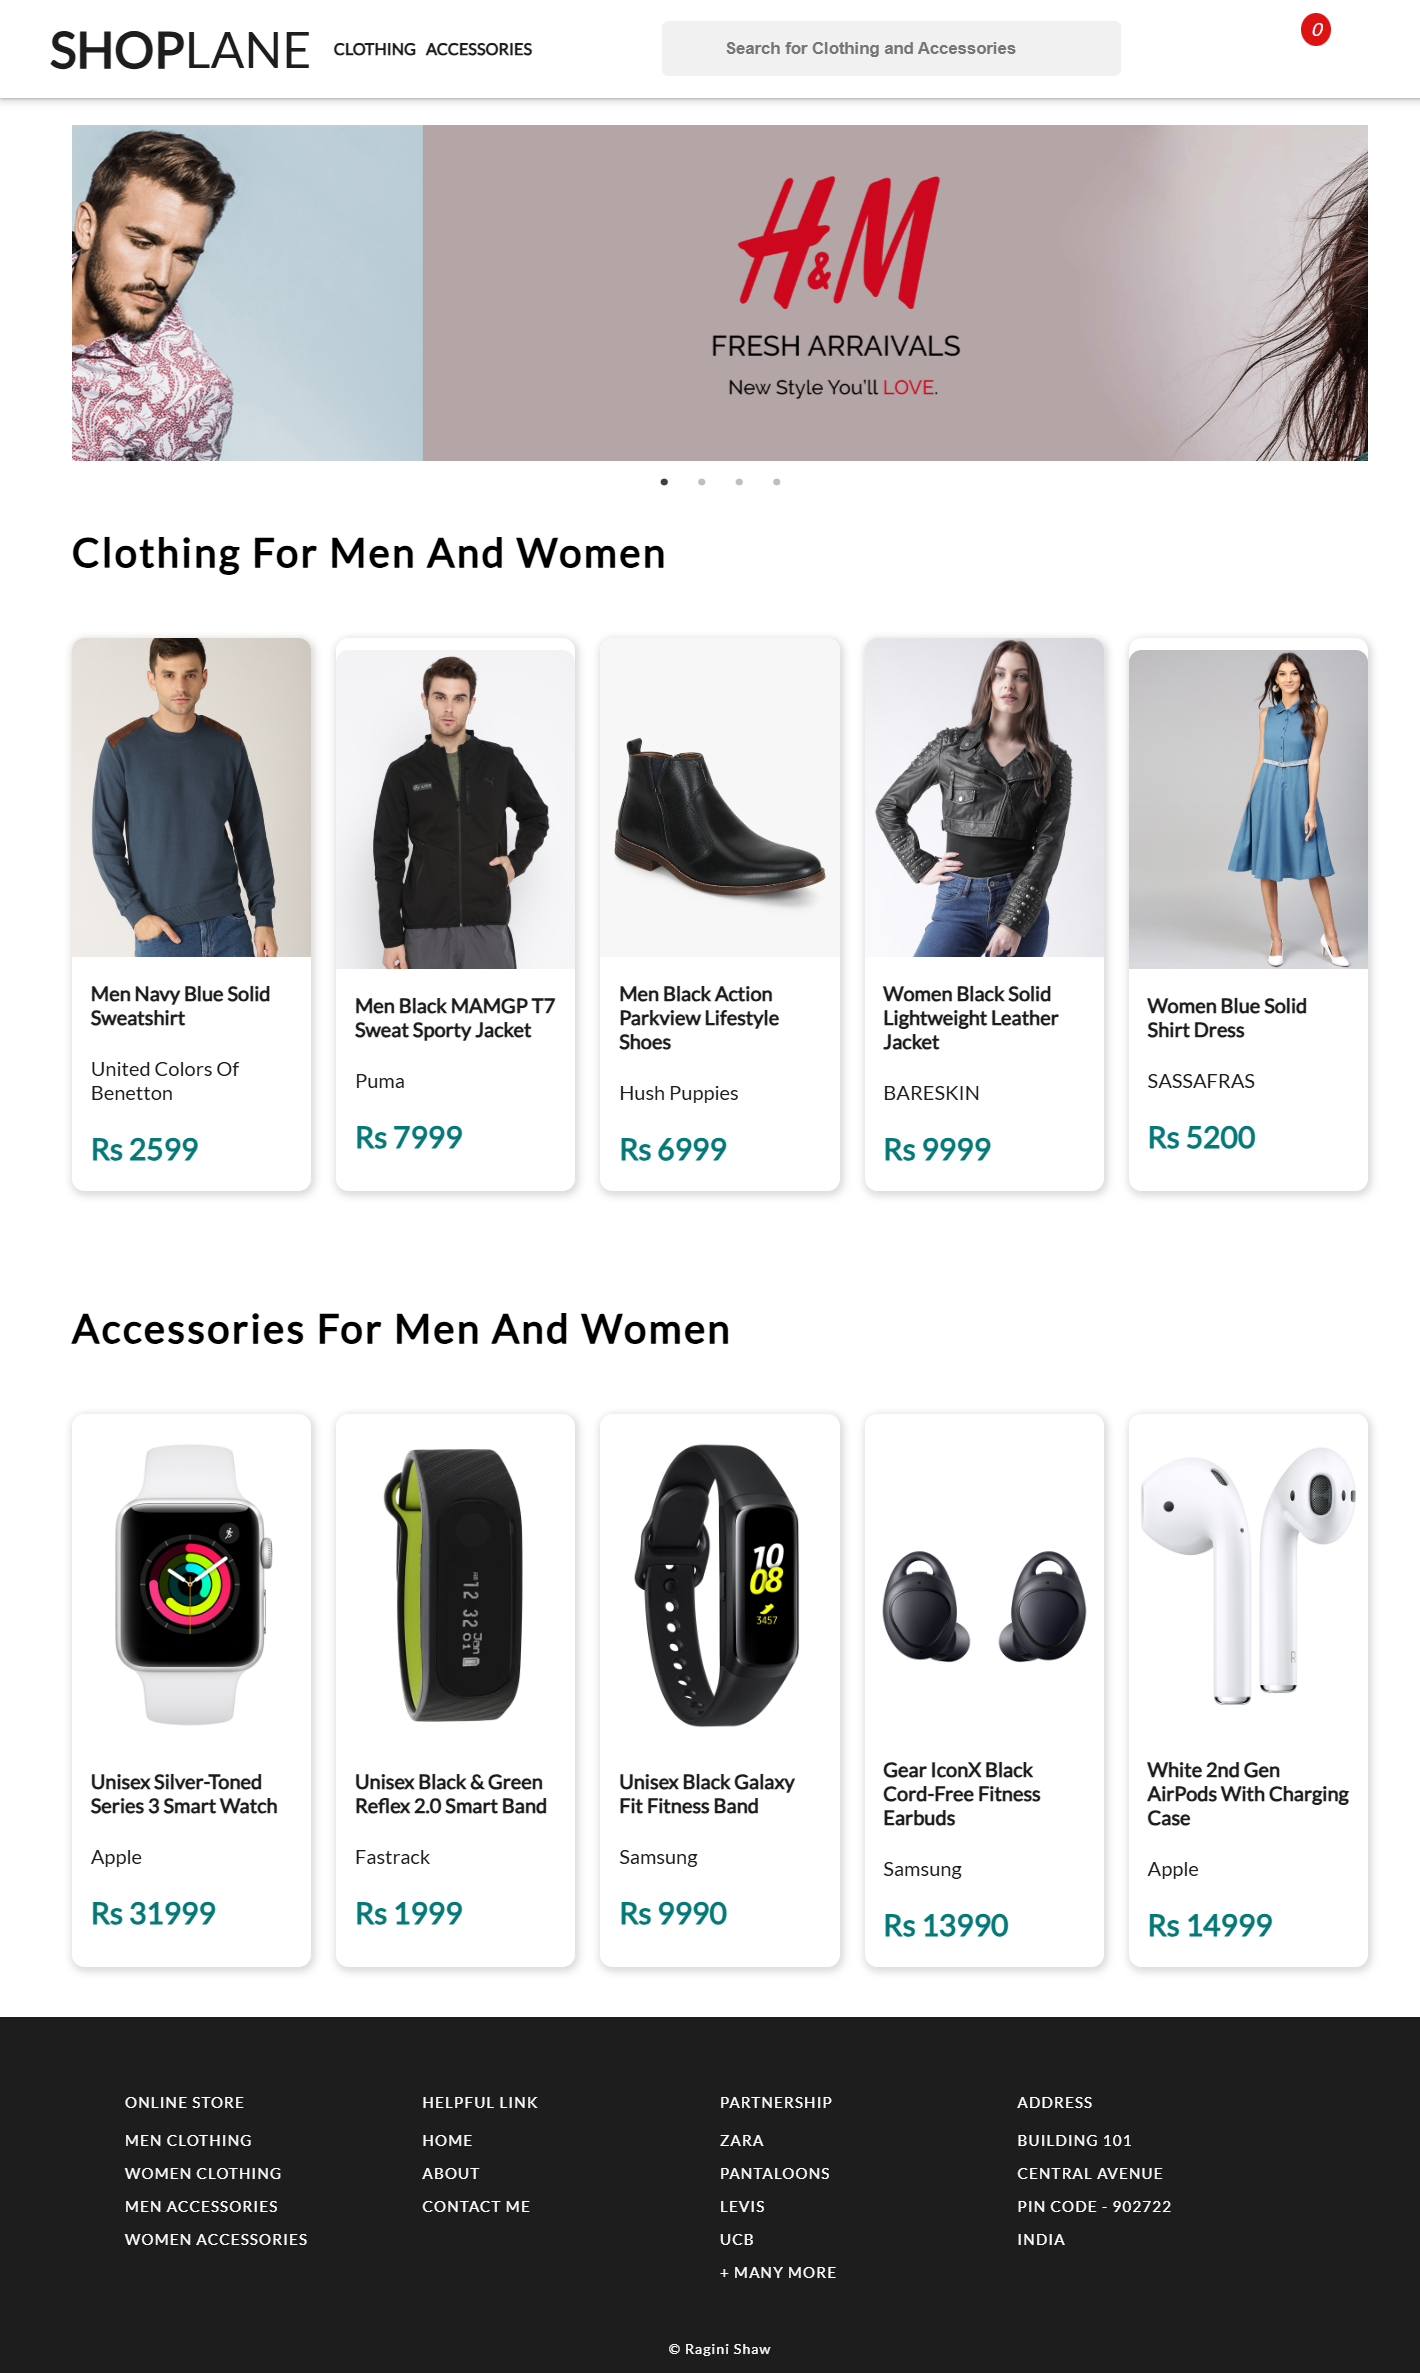 SHOPLANE CLOTHING ACCESSORIES Search for Clothing and Accessories 0
H&M
FRESH ARRAIVALS
New Style You'll LOVE.
Clothing For Men And Women
Men Navy Blue Solid
Sweatshirt
United Colors Of
Benetton
Rs 2599
Men Black MAMGP T7
Sweat Sporty Jacket
Puma
Rs 7999
Men Black Action
Parkview Lifestyle
Shoes
Hush Puppies
Rs 6999
Women Black Solid
Lightweight Leather
Jacket
BARESKIN
Rs 9999
Women Blue Solid
Shirt Dress
SASSAFRAS
Rs 5200
Accessories For Men And Women
12 32
Jan
01
10
08
3457
R
Unisex Silver-Toned
Series 3 Smart Watch
Apple
Rs 31999
Unisex Black & Green
Reflex 2.0 Smart Band
Fastrack
Rs 1999
Unisex Black Galaxy
Fit Fitness Band
Samsung
Rs 9990
Gear IconX Black
Cord-Free Fitness
Earbuds
Samsung
Rs 13990
White 2nd Gen
AirPods With Charging
Case
Apple
Rs 14999
ONLINE STORE
MEN CLOTHING
WOMEN CLOTHING
MEN ACCESSORIES
WOMEN ACCESSORIES
HELPFUL LINK
HOME
ABOUT
CONTACT ME
PARTNERSHIP
ZARA
PANTALOONS
LEVIS
UCB
+ MANY MORE
ADDRESS
BUILDING 101
CENTRAL AVENUE
PIN CODE - 902722
INDIA
© Ragini Shaw